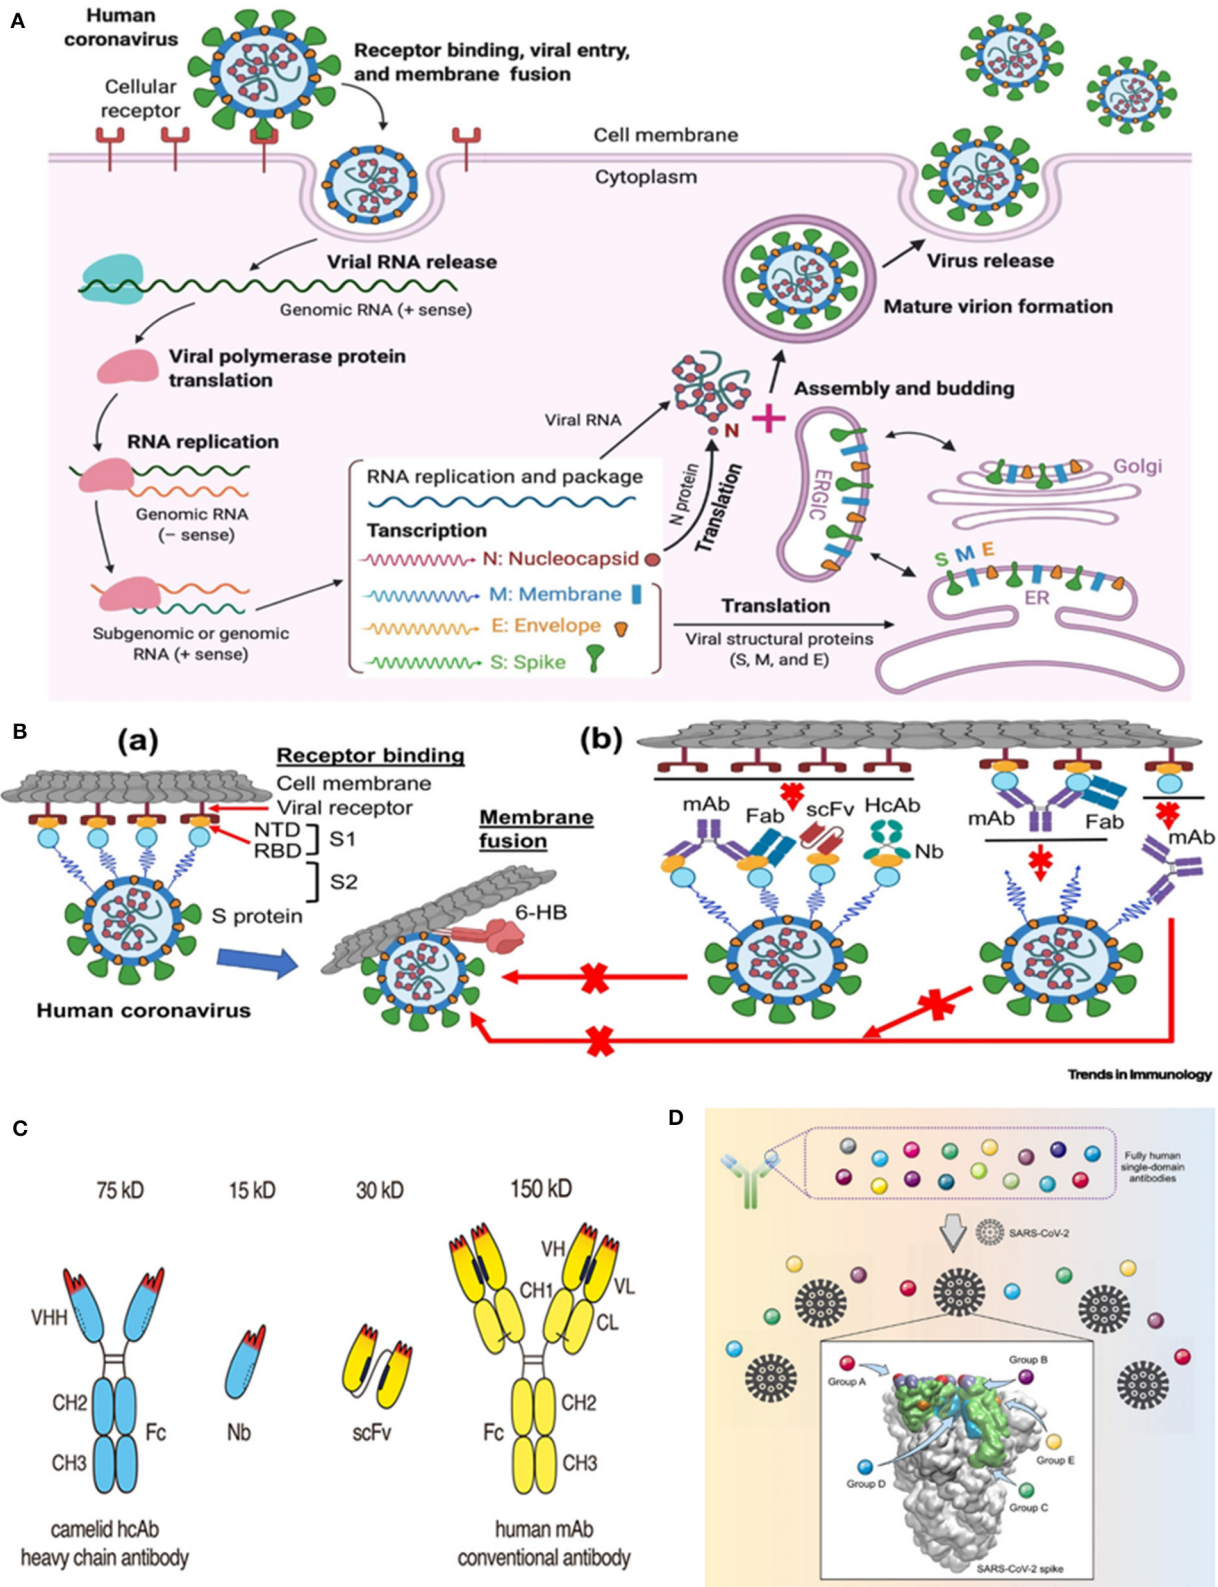 A
Human
coronavirus
Receptor binding, viral entry,
and membrane fusion
Cellular
receptor
Cell membrane
Cytoplasm
Vrial RNA release
Genomic RNA (+ sense)
Virus release
Mature virion formation
Viral polymerase protein
translation
Assembly and budding
Viral RNA
N
RNA replication
Genomic RNA
(– sense)
RNA replication and package
Tanscription
N: Nucleocapsid
M: Membrane
E: Envelope
S: Spike
N protein
Translation
ERGIC
Golgi
S M E
ER
Subgenomic or genomic
RNA (+ sense)
Translation
Viral structural proteins
(S, M, and E)
B
(a)
Receptor binding
Cell membrane
Viral receptor
NTD
RBD
S1
S2
S protein
Human coronavirus
Membrane
fusion
6-HB
(b)
mAb
Fab
scFv
HcAb
Nb
mAb
Fab
mAb
Trends in Immunology
C
75 kD
15 kD
30 kD
150 kD
VHH
CH2
CH3
Fc
Nb
scFv
VH
CH1
VL
CL
Fc
CH2
CH3
camelid hcAb
heavy chain antibody
human mAb
conventional antibody
D
Fully human
single-domain
antibodies
SARS-CoV-2
Group A
Group B
Group D
Group E
Group C
SARS-CoV-2 spike